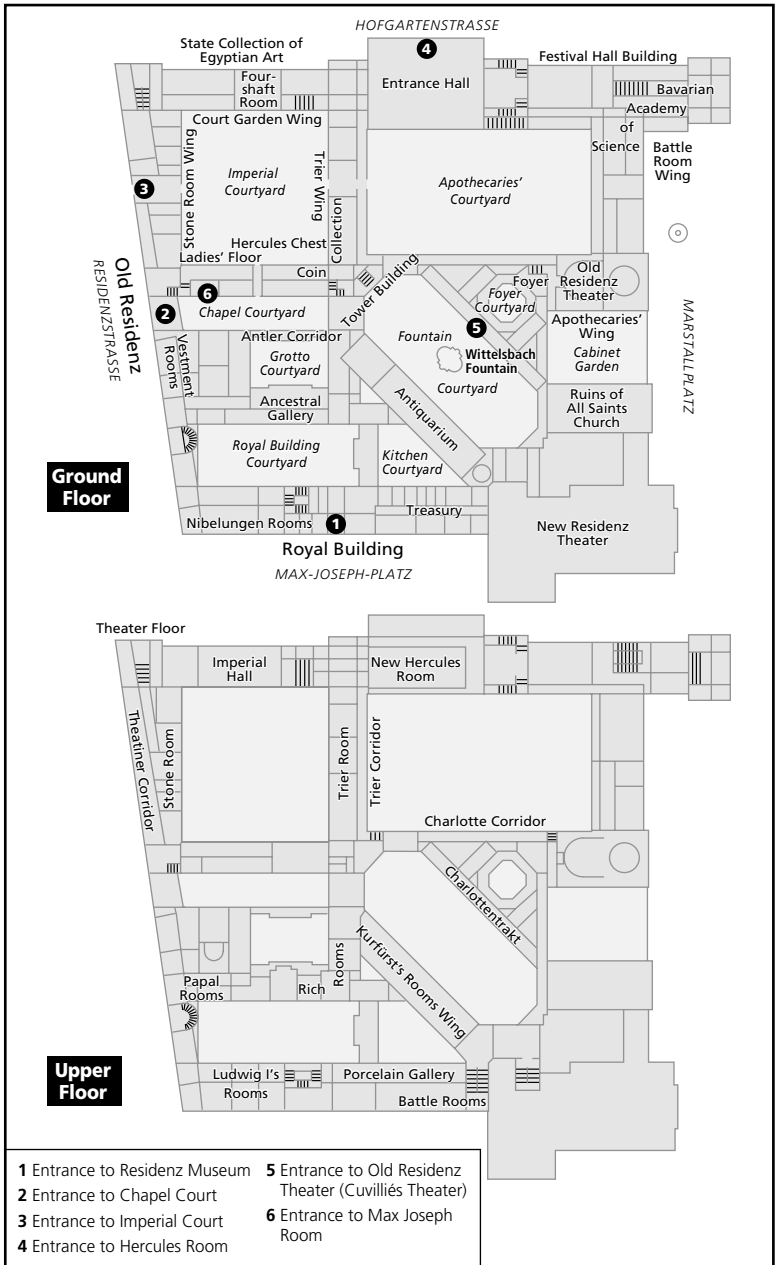 HOFGARTENSTRASSE
State Collection of
Egyptian Art
4
Festival Hall Building
Four-
shaft
Room
Entrance Hall
Bavarian
Academy
of
Science
Court Garden Wing
Battle
Room
Wing
Stone Room Wing
Imperial
Courtyard
Trier Wing
Apothecaries’
Courtyard
3
Collection
Hercules Chest
Ladies’ Floor
Coin
Old Residenz
RESIDENZSTRASSE
6
2
Chapel Courtyard
Tower Building
Foyer
Foyer
Courtyard
Old
Residenz
Theater
MARSTALLPLATZ
5
Fountain
Wittelsbach
Fountain
Courtyard
Apothecaries’
Wing
Cabinet
Garden
Vestment
Rooms
Antler Corridor
Grotto
Courtyard
Ancestral
Gallery
Antiquarium
Ruins of
All Saints
Church
Royal Building
Courtyard
Kitchen
Courtyard
Ground
Floor
Treasury
Nibelungen Rooms
1
New Residenz
Theater
Royal Building
MAX-JOSEPH-PLATZ
Theater Floor
Imperial
Hall
New Hercules
Room
Theatiner Corridor
Stone Room
Trier Room
Trier Corridor
Charlotte Corridor
Charlottentrakt
Kurfürst’s Rooms Wing
Papal
Rooms
Rich
Rooms
Upper
Floor
Ludwig I’s
Rooms
Porcelain Gallery
Battle Rooms
1 Entrance to Residenz Museum
2 Entrance to Chapel Court
3 Entrance to Imperial Court
4 Entrance to Hercules Room
5 Entrance to Old Residenz
Theater (Cuvilliés Theater)
6 Entrance to Max Joseph
Room